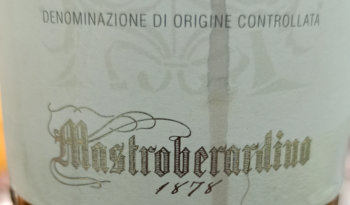 DENOMINAZIONE DI ORIGINE CONTROLLATA
Mastroberardino
1878